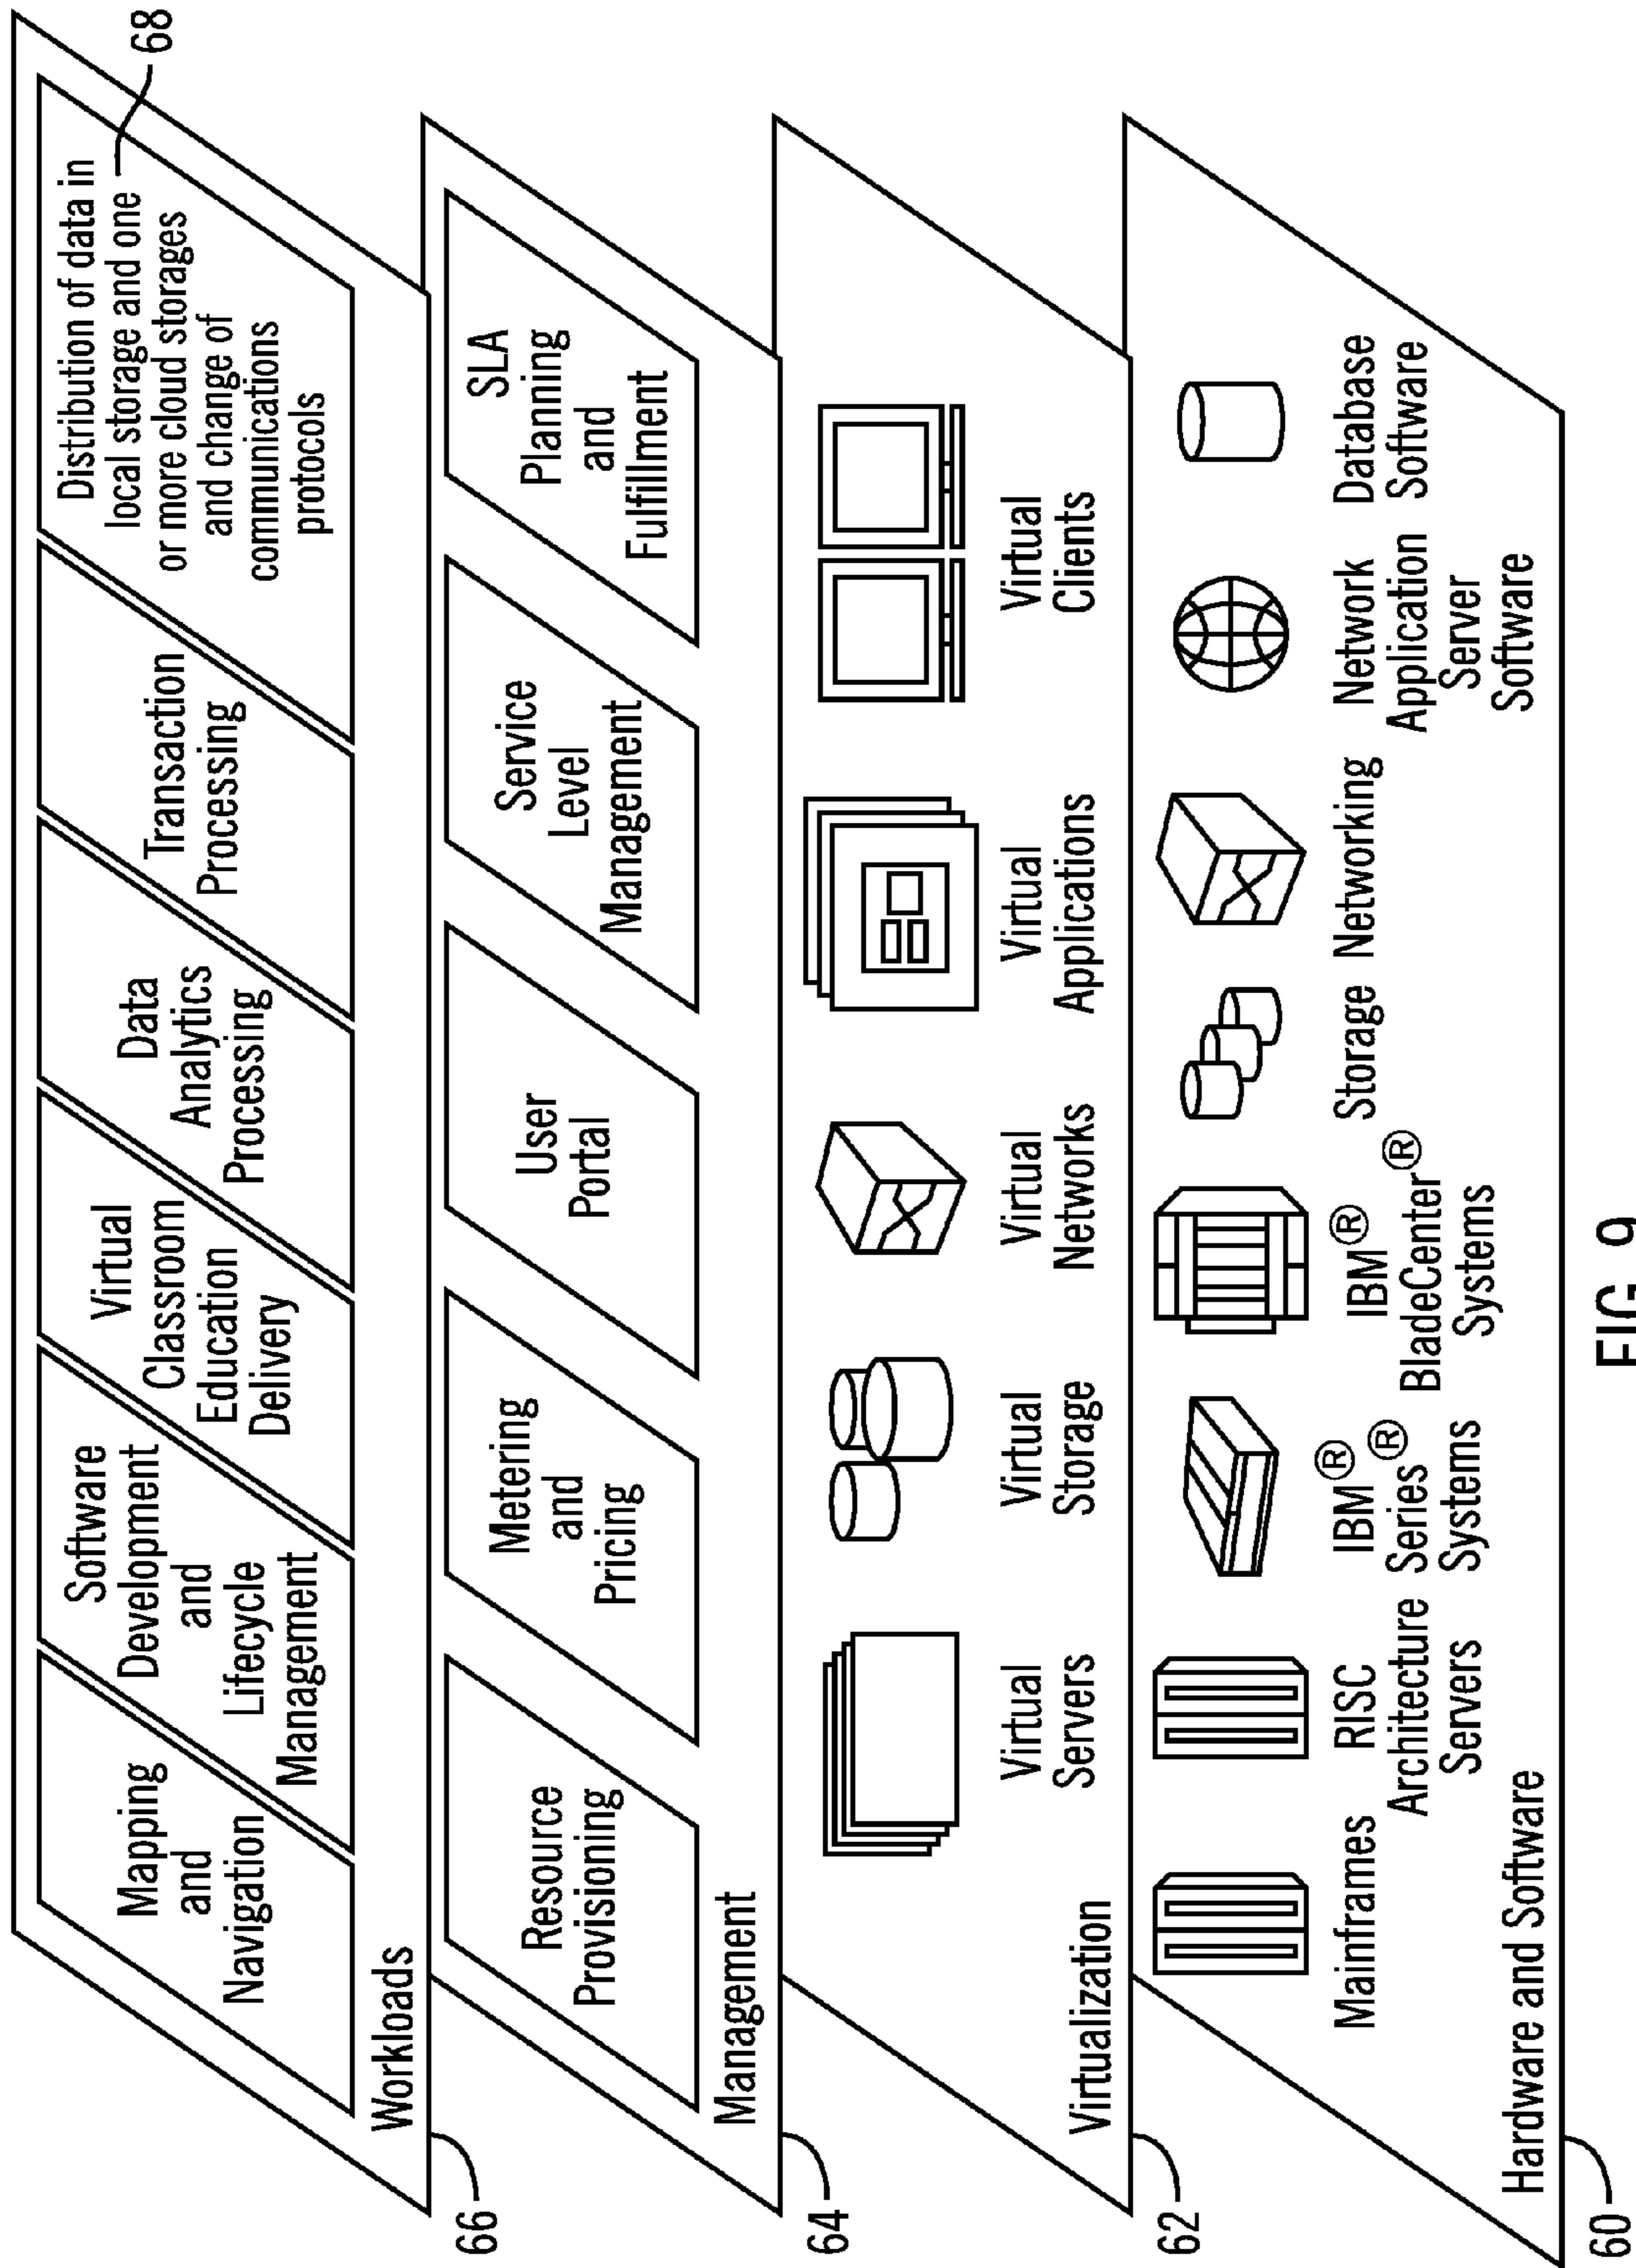 Mapping
and
Navigation
Software
Development
and
Lifecycle
Management
Virtual
Classroom
Education
Delivery
Data
Analytics
Processing
Transaction
Processing
Distribution of data in
local storage and one
or more cloud storages
and change of
communications
protocols
68
Workloads
66
Resource
Provisioning
Metering
and
Pricing
User
Portal
Service
Level
Management
SLA
Planning
and
Fulfillment
Management
64
Virtual
Servers
Virtual
Storage
Virtual
Networks
Virtual
Applications
Virtual
Clients
Virtualization
62
Mainframes
RISC
Architecture
Servers
IBM®
Series®
Systems
IBM®
BladeCenter®
Systems
Storage
Networking
Network
Application
Server
Software
Database
Software
Hardware and Software
60
FIG. 9